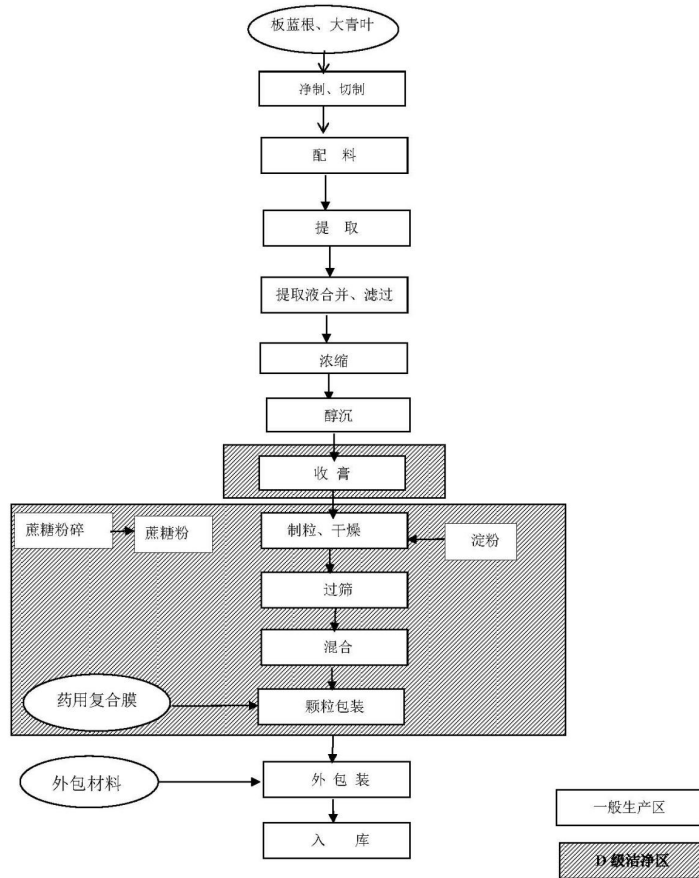 板蓝根、大青叶
净制、切制
配 料
提 取
提取液合并、滤过
浓缩
醇沉
收 膏
蔗糖粉碎
蔗糖粉
制粒、干燥
淀粉
过筛
混合
药用复合膜
颗粒包装
外包材料
外 包 装
入 库
一般生产区
D 级洁净区